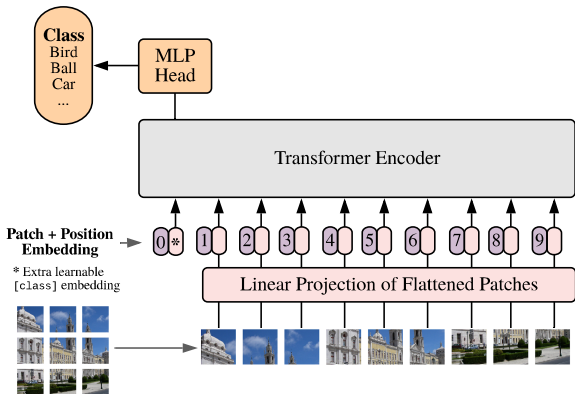 Class
Bird
Ball
Car
...
MLP
Head
Transformer Encoder
Patch + Position
Embedding
0 * 1 2 3 4 5 6 7 8 9
* Extra learnable
[class] embedding
Linear Projection of Flattened Patches